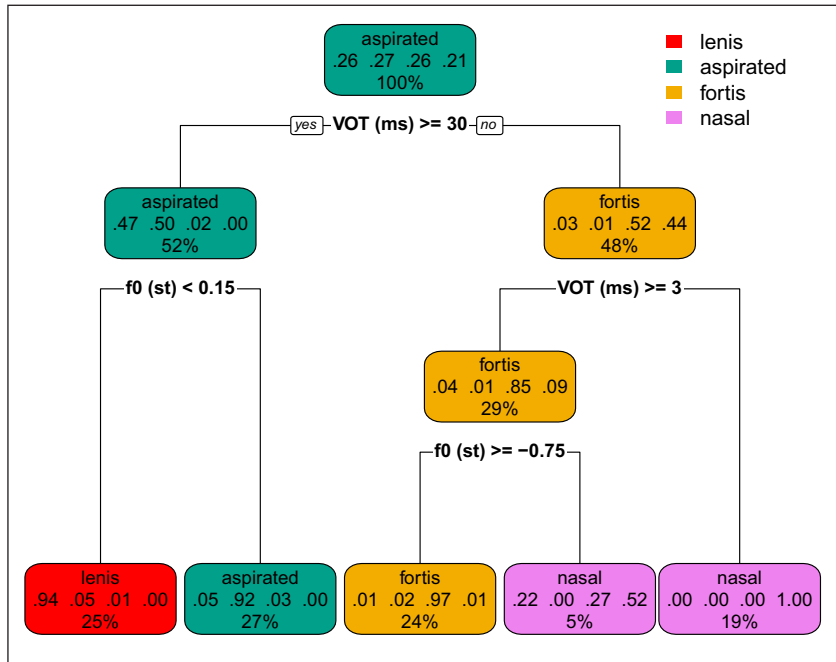 aspirated
.26 .27 .26 .21
100%
lenis
aspirated
fortis
nasal
yes VOT (ms) >= 30 no
aspirated
.47 .50 .02 .00
52%
fortis
.03 .01 .52 .44
48%
f0 (st) < 0.15
VOT (ms) >= 3
fortis
.04 .01 .85 .09
29%
f0 (st) >= −0.75
lenis
.94 .05 .01 .00
25%
aspirated
.05 .92 .03 .00
27%
fortis
.01 .02 .97 .01
24%
nasal
.22 .00 .27 .52
5%
nasal
.00 .00 .00 1.00
19%